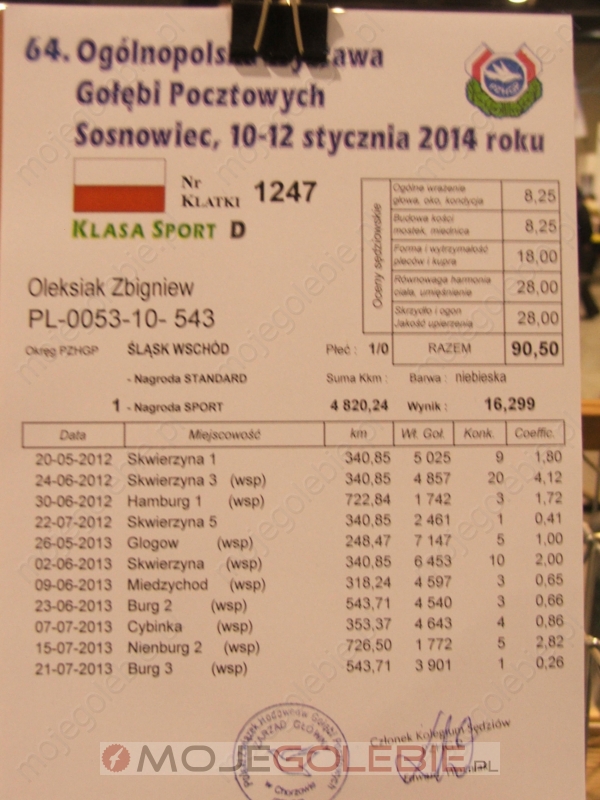 64. Ogólnopolska Wystawa
Gołębi Pocztowych
Sosnowiec, 10-12 stycznia 2014 roku
Nr KLATKI 1247
KLASA SPORT D
Oceny sędziowskie
Ogólne wrażenie głowa, oko, kondycja 8,25
Budowa kości mostek, miednica 8,25
Forma i wytrzymałość pleców i kupra 18,00
Równowaga harmonia ciała, umięśnienie 28,00
Skrzydło i ogon Jakość upierzenia 28,00
RAZEM 90,50
Oleksiak Zbigniew
PL-0053-10- 543
Okręg PZHGP ŚLĄSK WSCHÓD Płeć : 1/0
- Nagroda STANDARD Suma Kkm : Barwa : niebieska
1 - Nagroda SPORT 4 820,24 Wynik : 16,299
Data Miejscowość km Wł. Goł. Konk. Coeffic.
20-05-2012 Skwierzyna 1 340,85 5 025 9 1,80
24-06-2012 Skwierzyna 3 (wsp) 340,85 4 857 20 4,12
30-06-2012 Hamburg 1 (wsp) 722,84 1 742 3 1,72
22-07-2012 Skwierzyna 5 340,85 2 461 1 0,41
26-05-2013 Glogow (wsp) 248,47 7 147 5 1,00
02-06-2013 Skwierzyna (wsp) 340,85 6 453 10 2,00
09-06-2013 Miedzychod (wsp) 318,24 4 597 3 0,65
23-06-2013 Burg 2 (wsp) 543,71 4 540 3 0,66
07-07-2013 Cybinka (wsp) 353,37 4 643 4 0,86
15-07-2013 Nienburg 2 (wsp) 726,50 1 772 5 2,82
21-07-2013 Burg 3 (wsp) 543,71 3 901 1 0,26
Członek Kolegium Sędziów
w Chorzowie
MOJEGOLEBIE.PL